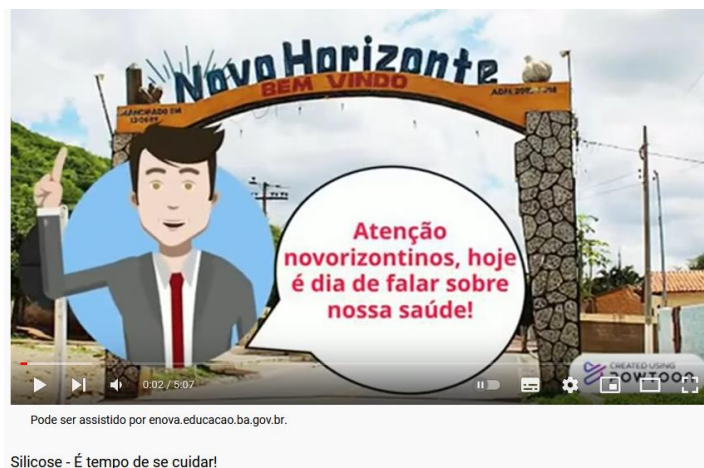 Novo Horizonte
BEM VINDO
Atenção
novorizontinos, hoje
é dia de falar sobre
nossa saúde!
CREATED USING
POWTOON
0:02 / 5:07
Pode ser assistido por enova.educacao.ba.gov.br.
Silicose - É tempo de se cuidar!